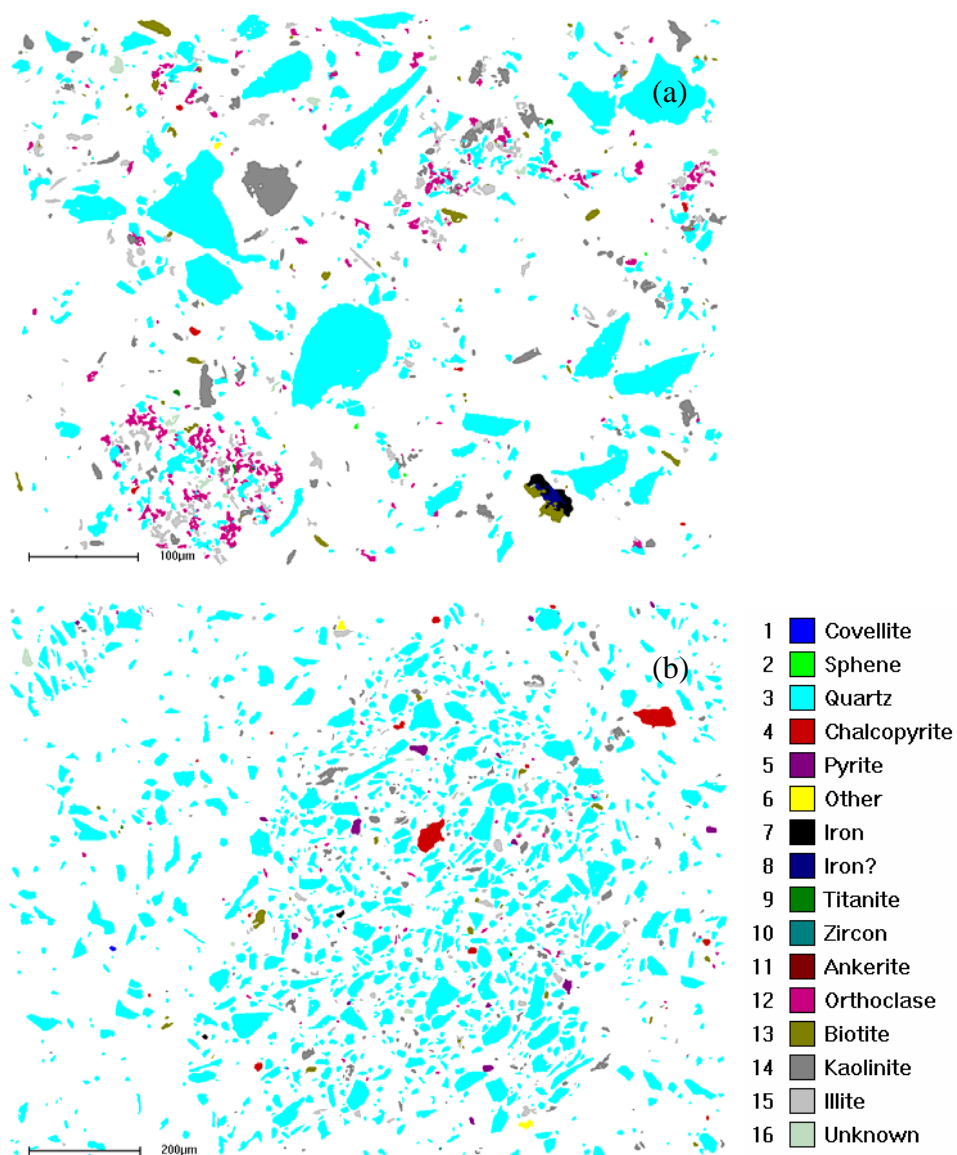 (a)
100µm
(b)
200µm
1 Covellite
2 Sphene
3 Quartz
4 Chalcopyrite
5 Pyrite
6 Other
7 Iron
8 Iron?
9 Titanite
10 Zircon
11 Ankerite
12 Orthoclase
13 Biotite
14 Kaolinite
15 Illite
16 Unknown